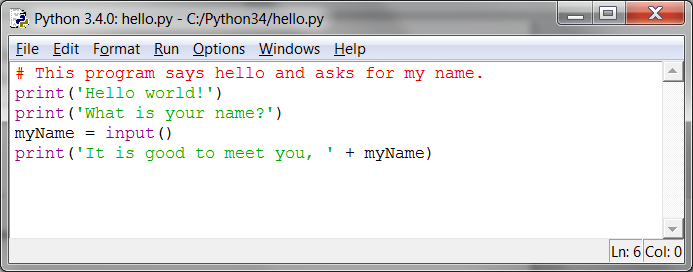 Python 3.4.0: hello.py - C:/Python34/hello.py
File Edit Format Run Options Windows Help
# This program says hello and asks for my name.
print('Hello world!')
print('What is your name?')
myName = input()
print('It is good to meet you, ' + myName)
Ln: 6 Col: 0